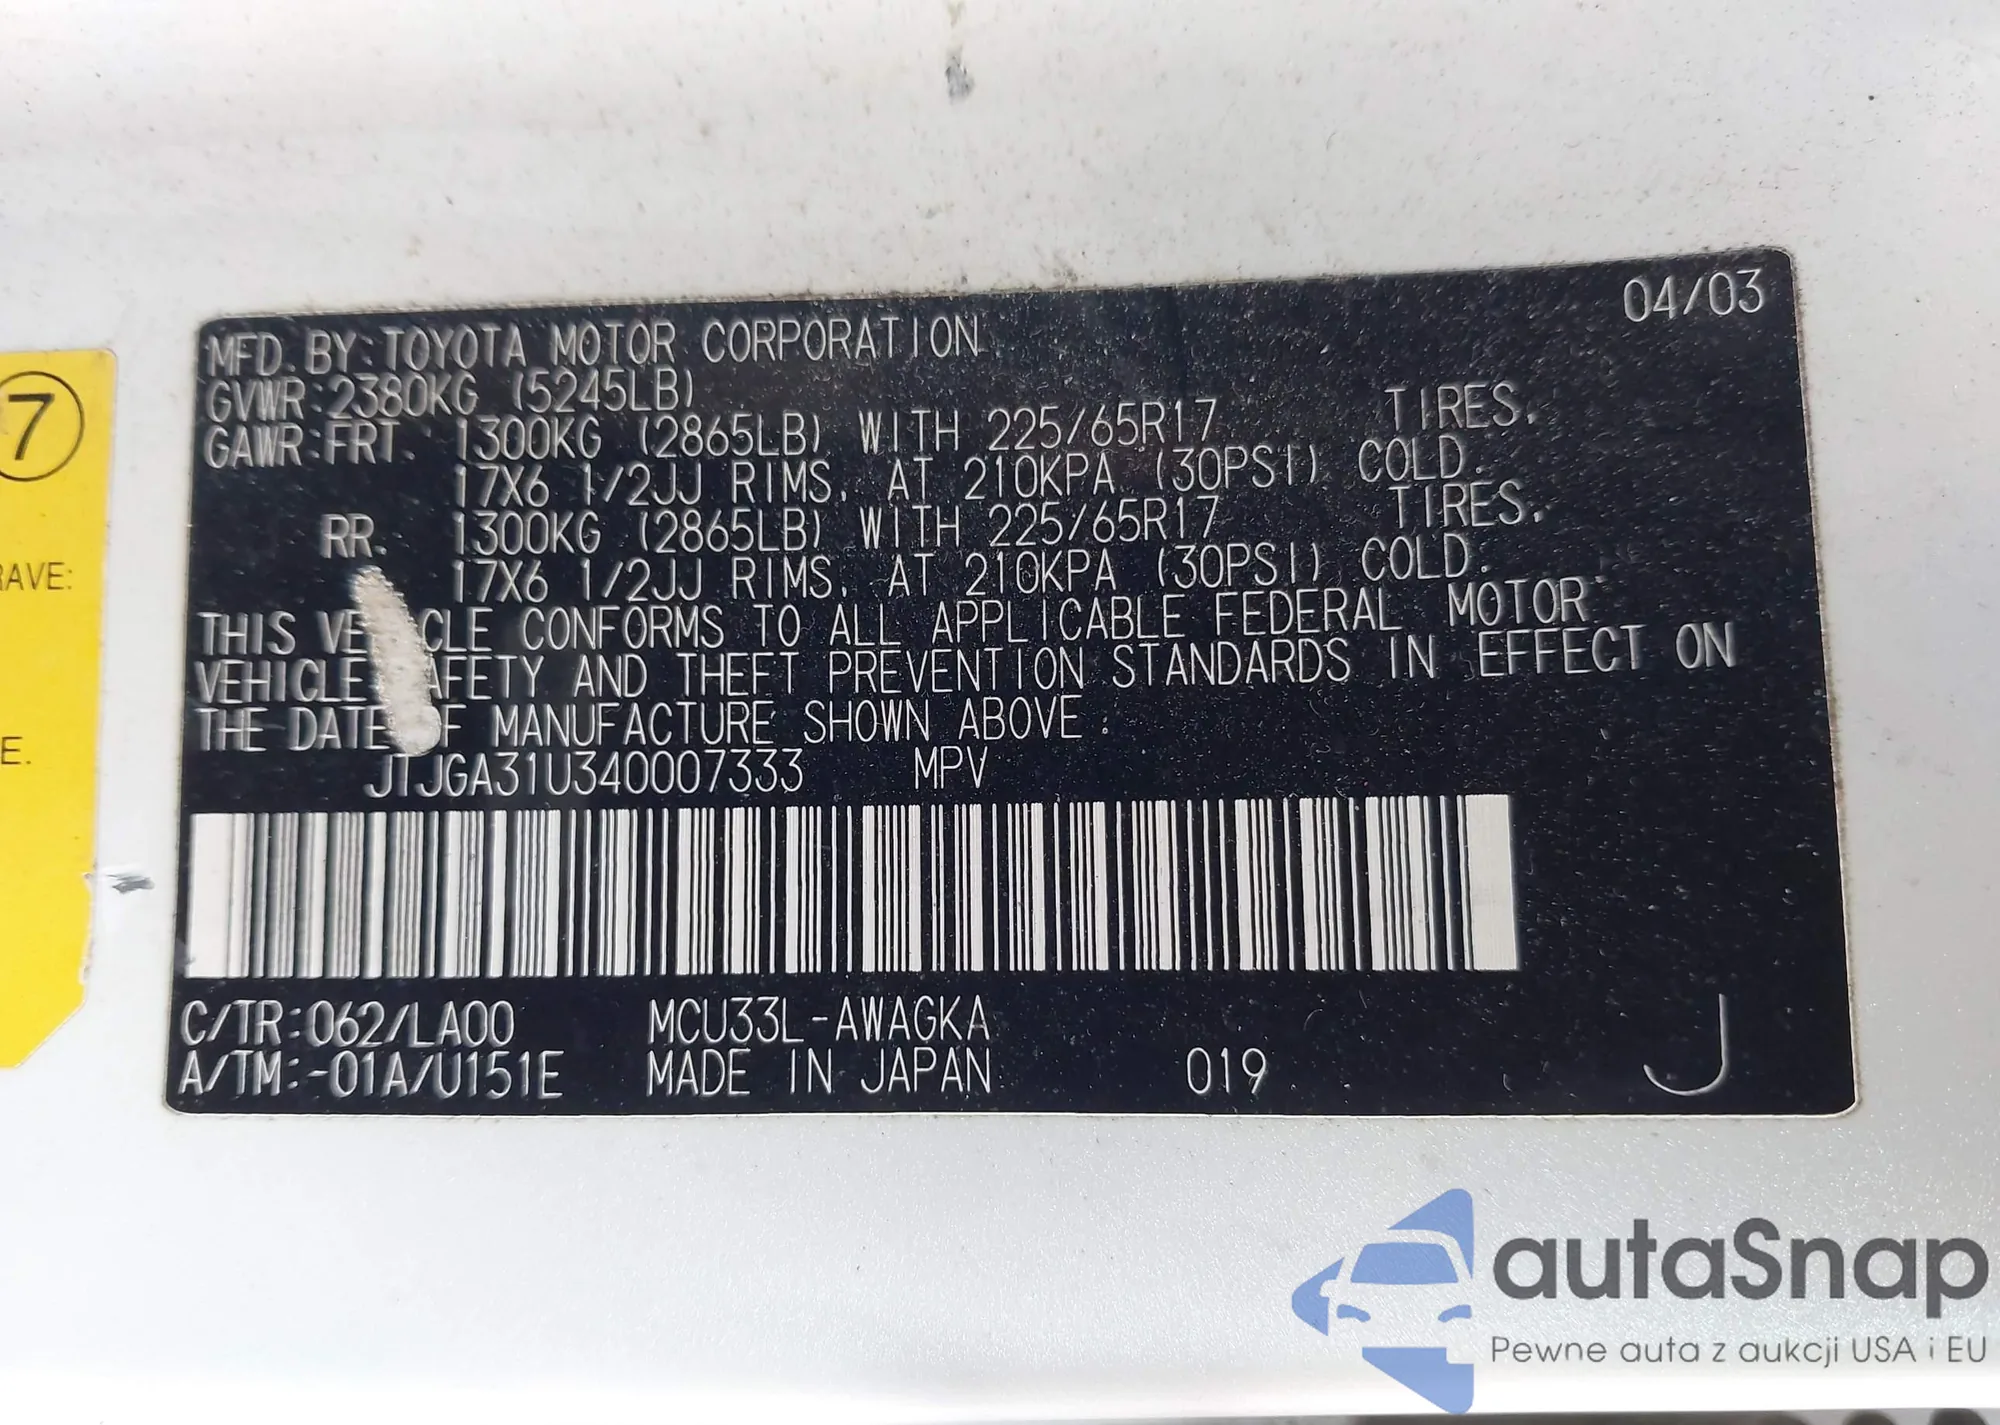 04/03
MFD. BY: TOYOTA MOTOR CORPORATION
GVWR: 2380KG (5245LB)
GAWR: FRT. 1300KG (2865LB) WITH 225/65R17 TIRES,
17X6 1/2JJ RIMS, AT 210KPA (30PSI) COLD.
RR. 1300KG (2865LB) WITH 225/65R17 TIRES,
17X6 1/2JJ RIMS, AT 210KPA (30PSI) COLD.
THIS VE CLE CONFORMS TO ALL APPLICABLE FEDERAL MOTOR
VEHICLE AFETY AND THEFT PREVENTION STANDARDS IN EFFECT ON
THE DATE OF MANUFACTURE SHOWN ABOVE.
JTJGA31U340007333 MPV
C/TR: 062/LA00 MCU33L-AWAGKA
A/TM: -01A/U151E MADE IN JAPAN 019 J
7
RAVE:
E.
autaSnap
Pewne auta z aukcji USA i EU